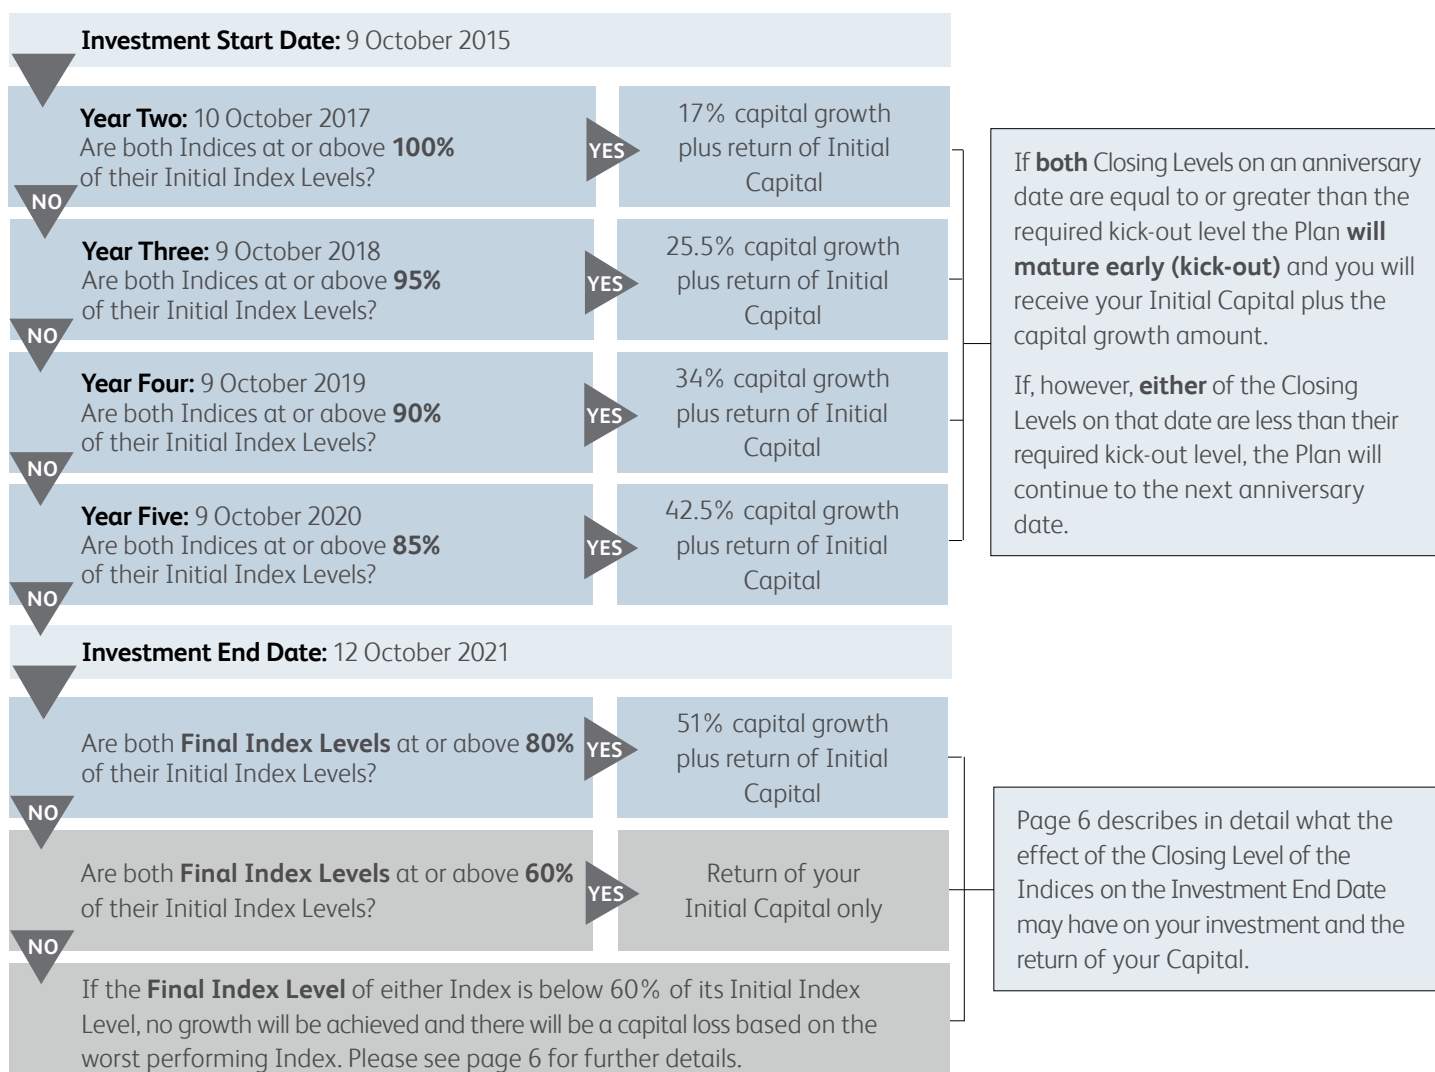 Investment Start Date: 9 October 2015
Year Two: 10 October 2017
Are both Indices at or above 100%
of their Initial Index Levels?
YES
17% capital growth
plus return of Initial
Capital
NO
Year Three: 9 October 2018
Are both Indices at or above 95%
of their Initial Index Levels?
YES
25.5% capital growth
plus return of Initial
Capital
NO
Year Four: 9 October 2019
Are both Indices at or above 90%
of their Initial Index Levels?
YES
34% capital growth
plus return of Initial
Capital
NO
Year Five: 9 October 2020
Are both Indices at or above 85%
of their Initial Index Levels?
YES
42.5% capital growth
plus return of Initial
Capital
NO
If both Closing Levels on an anniversary
date are equal to or greater than the
required kick-out level the Plan will
mature early (kick-out) and you will
receive your Initial Capital plus the
capital growth amount.
If, however, either of the Closing
Levels on that date are less than their
required kick-out level, the Plan will
continue to the next anniversary
date.
Investment End Date: 12 October 2021
Are both Final Index Levels at or above 80%
of their Initial Index Levels?
YES
51% capital growth
plus return of Initial
Capital
NO
Are both Final Index Levels at or above 60%
of their Initial Index Levels?
YES
Return of your
Initial Capital only
NO
If the Final Index Level of either Index is below 60% of its Initial Index
Level, no growth will be achieved and there will be a capital loss based on the
worst performing Index. Please see page 6 for further details.
Page 6 describes in detail what the
effect of the Closing Level of the
Indices on the Investment End Date
may have on your investment and the
return of your Capital.